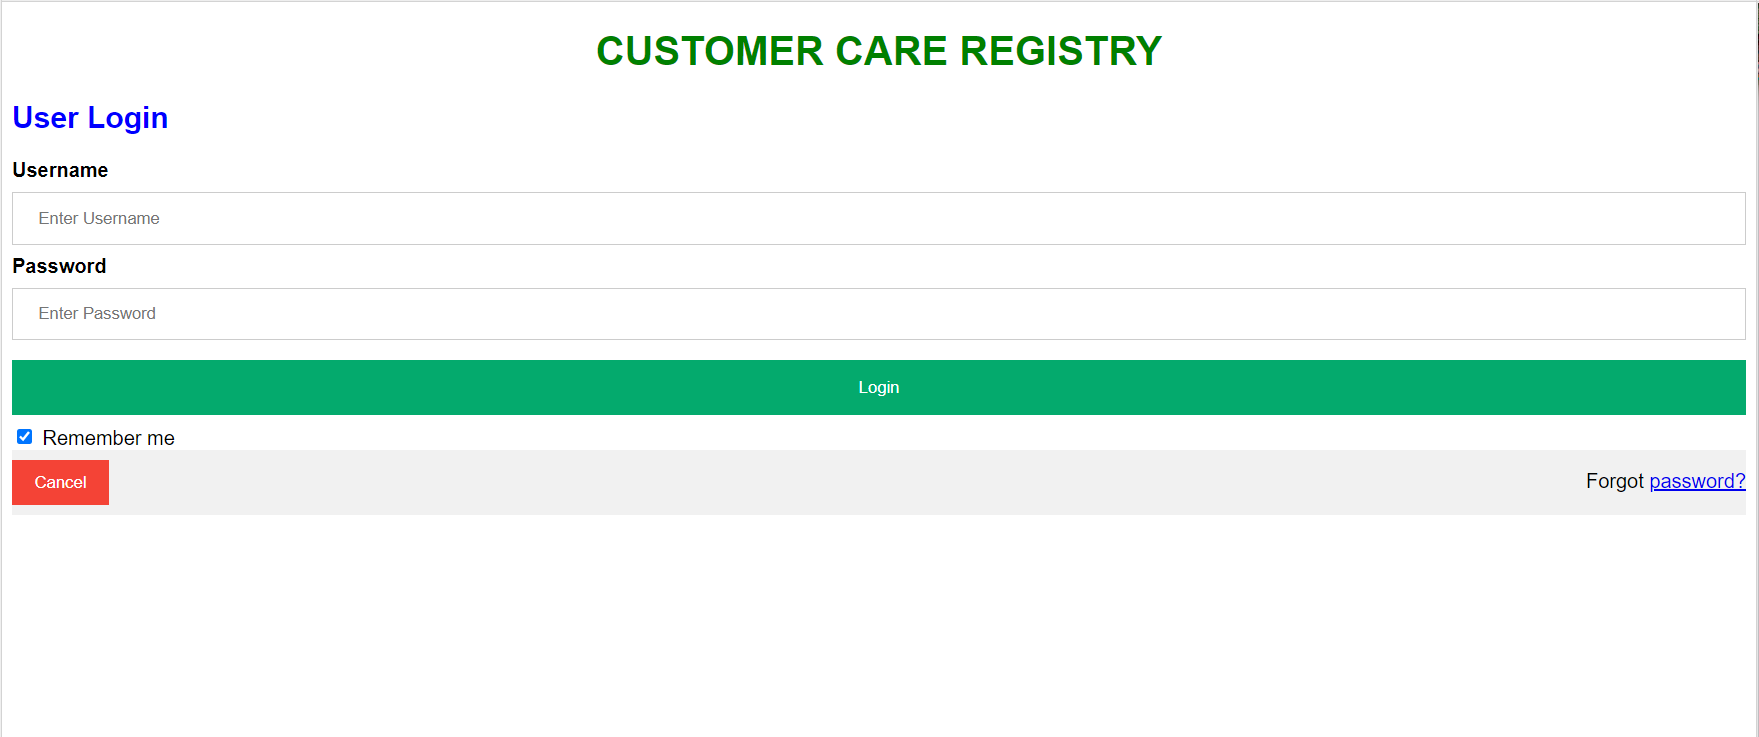 CUSTOMER CARE REGISTRY
User Login
Username
Enter Username
Password
Enter Password
Login
Remember me
Cancel
Forgot password?